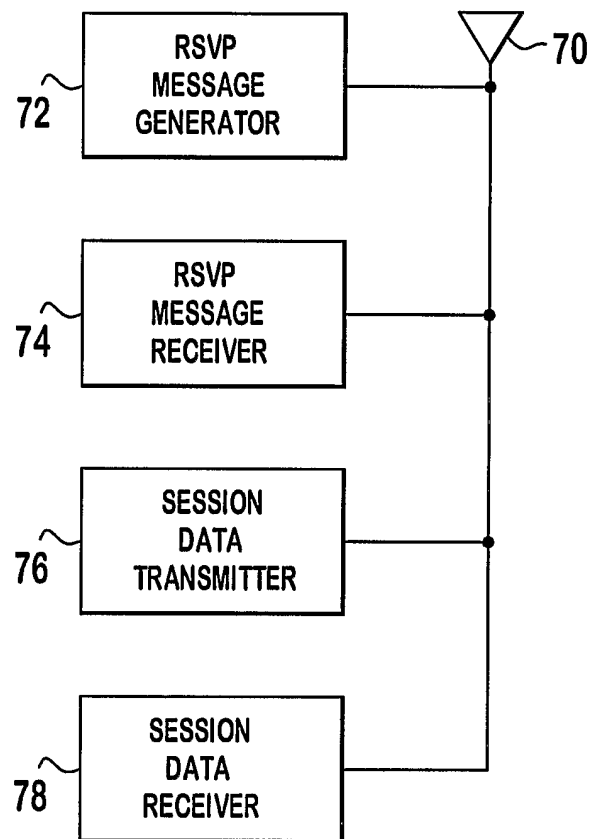 70
RSVP
MESSAGE
GENERATOR
72
RSVP
MESSAGE
RECEIVER
74
SESSION
DATA
TRANSMITTER
76
SESSION
DATA
RECEIVER
78